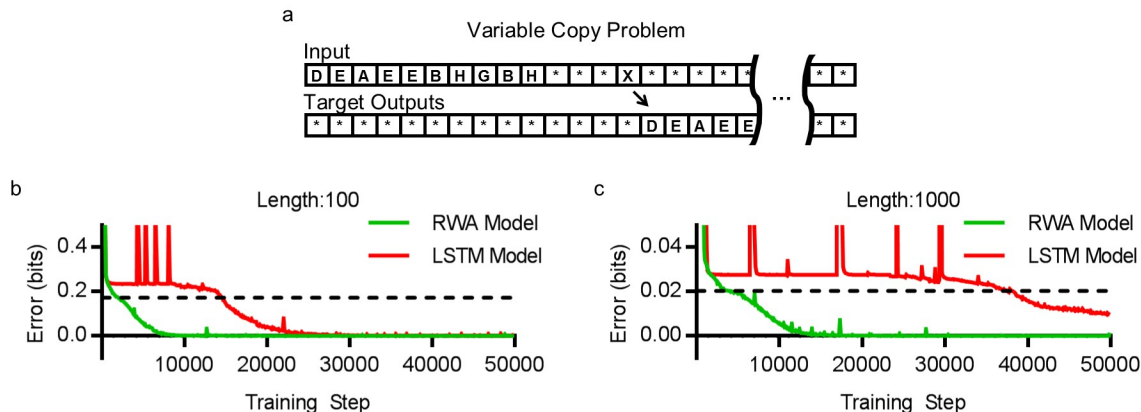 a
Variable Copy Problem
Input
D E A E E B H G B H * * * X * * * * * ... * *
Target Outputs
* * * * * * * * * * * * * * D E A E E * *
b
Length:100
RWA Model
LSTM Model
Error (bits)
0.4
0.2
0.0
10000 20000 30000 40000 50000
Training Step
c
Length:1000
RWA Model
LSTM Model
Error (bits)
0.04
0.02
0.00
10000 20000 30000 40000 50000
Training Step